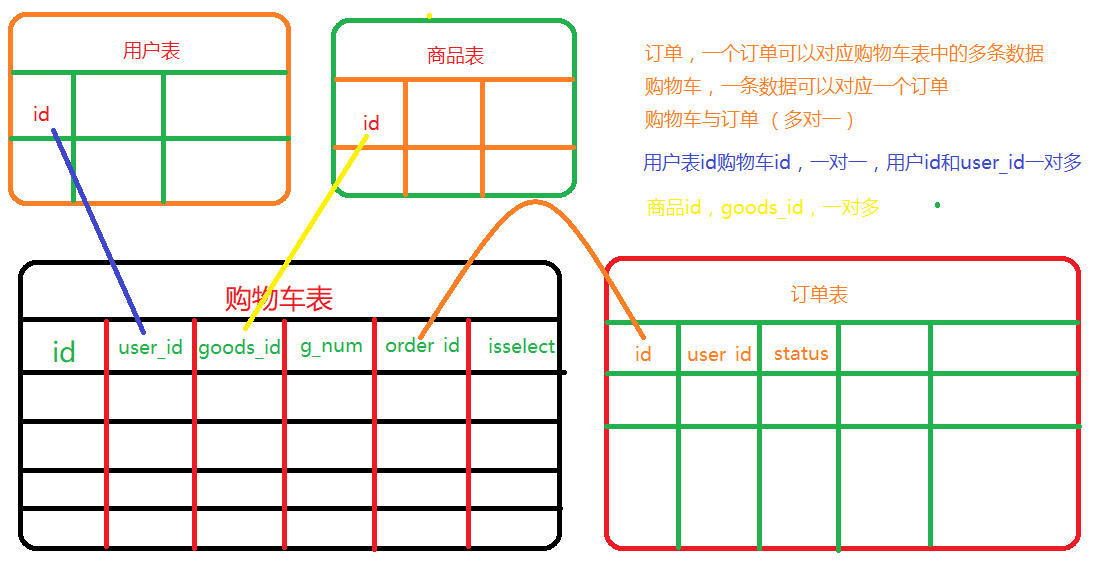 用户表
id
商品表
id
订单，一个订单可以对应购物车表中的多条数据
购物车，一条数据可以对应一个订单
购物车与订单 （ 多对一 ）
用户表id购物车id，一对一，用户id和user_id一对多
商品id，goods_id，一对多
购物车表
id user_id goods_id g_num order id isselect
订单表
id user id status